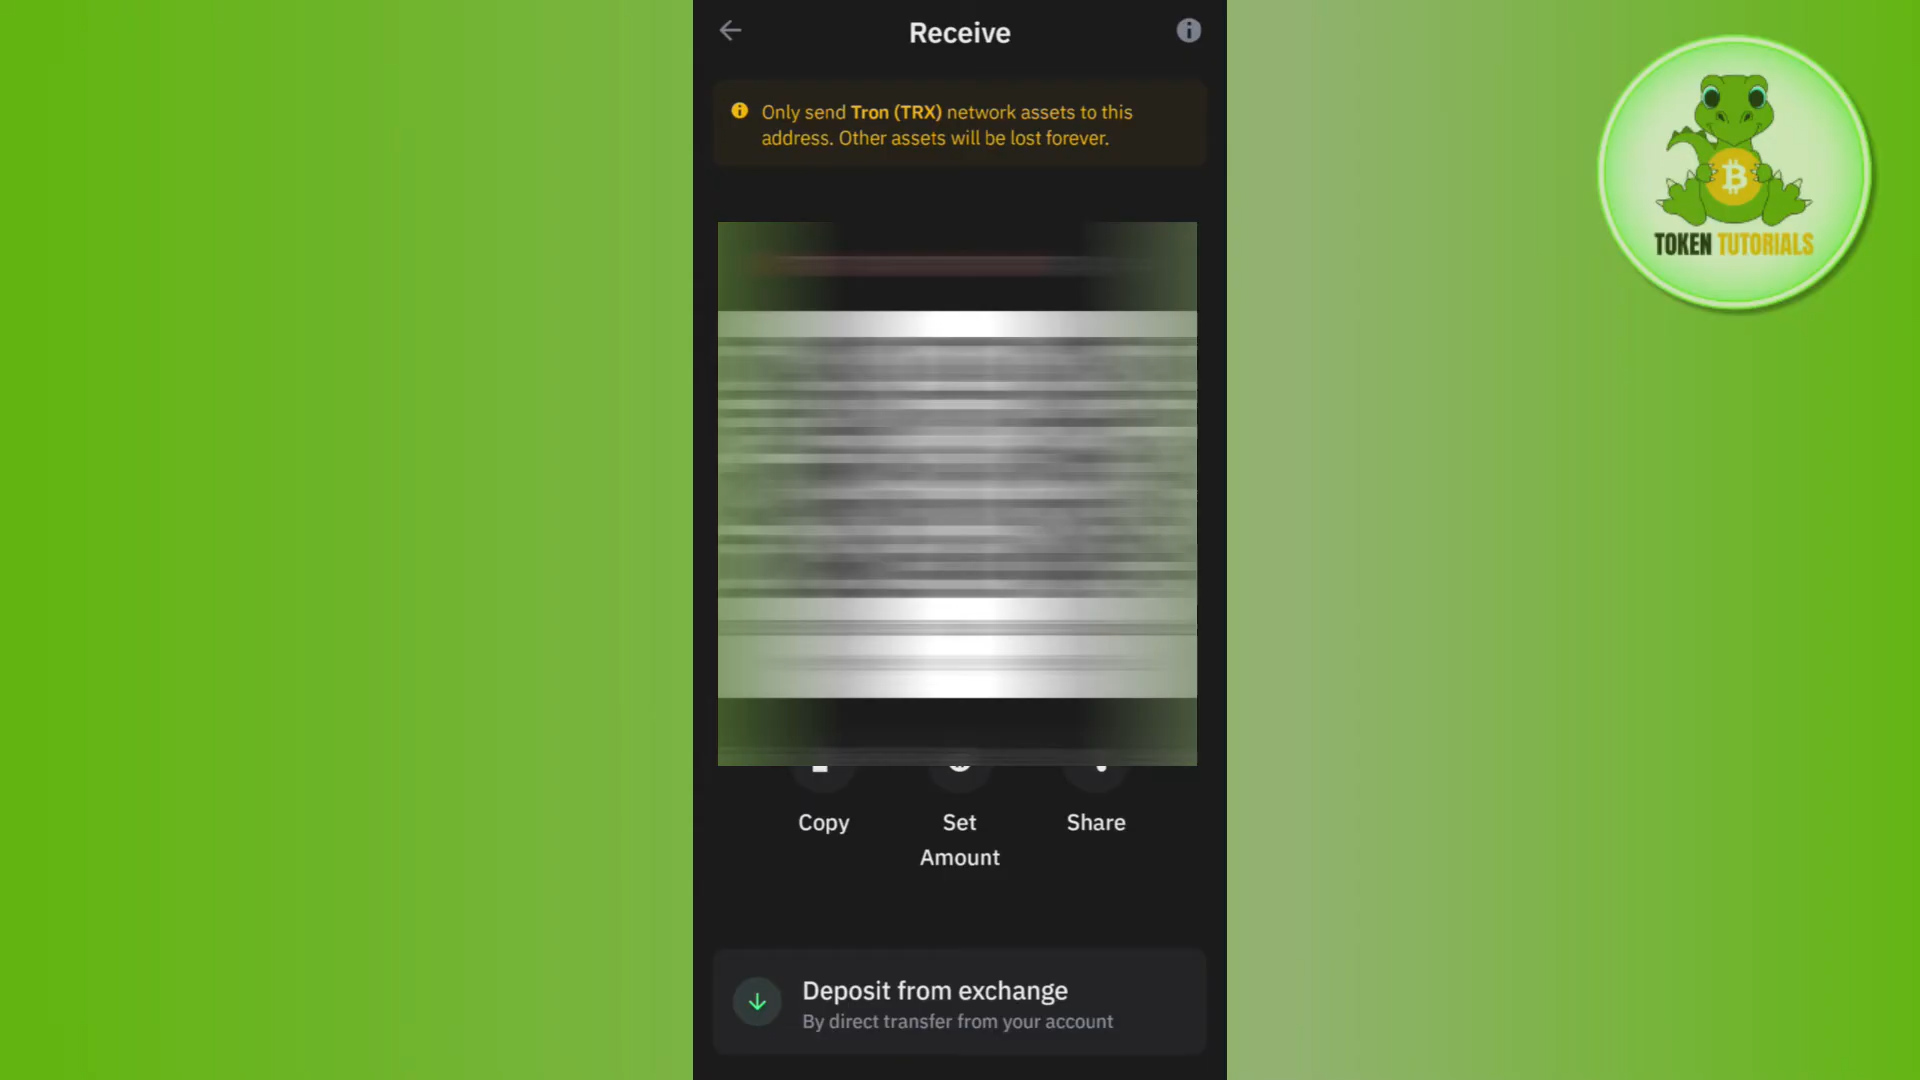 Receive
Only send Tron (TRX) network assets to this
address. Other assets will be lost forever.
TOKEN TUTORIALS
Copy
Set
Amount
Share
Deposit from exchange
By direct transfer from your account